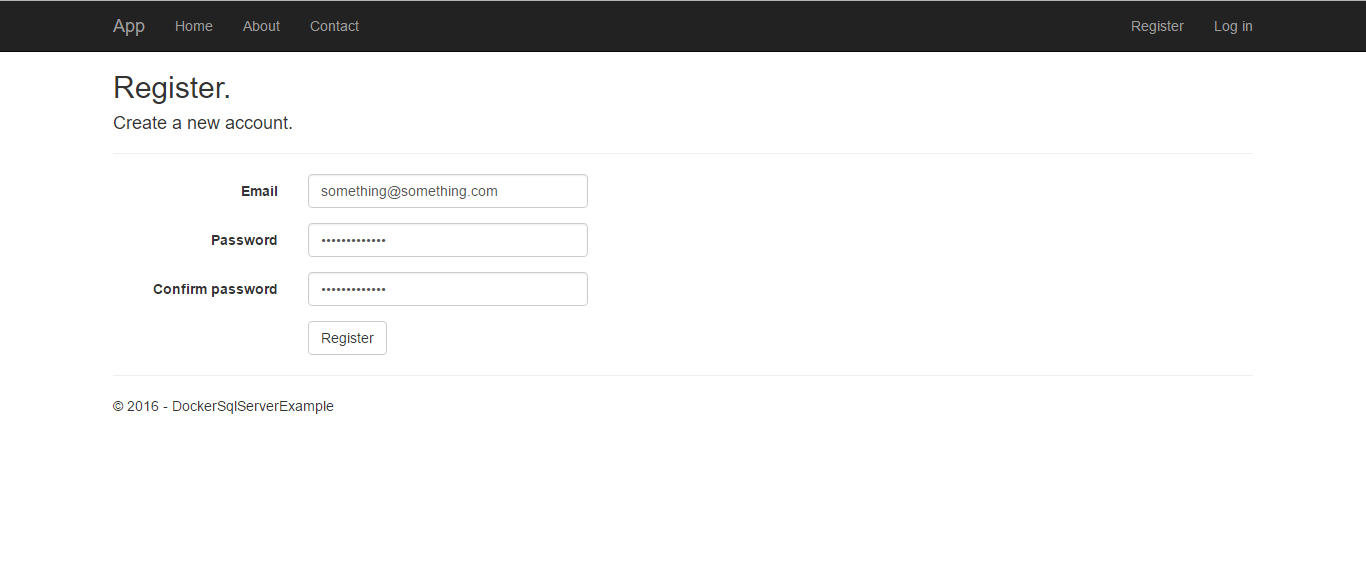 App Home About Contact Register Log in
Register.
Create a new account.
Email something@something.com
Password •••••••••••••
Confirm password •••••••••••••
Register
© 2016 - DockerSqlServerExample